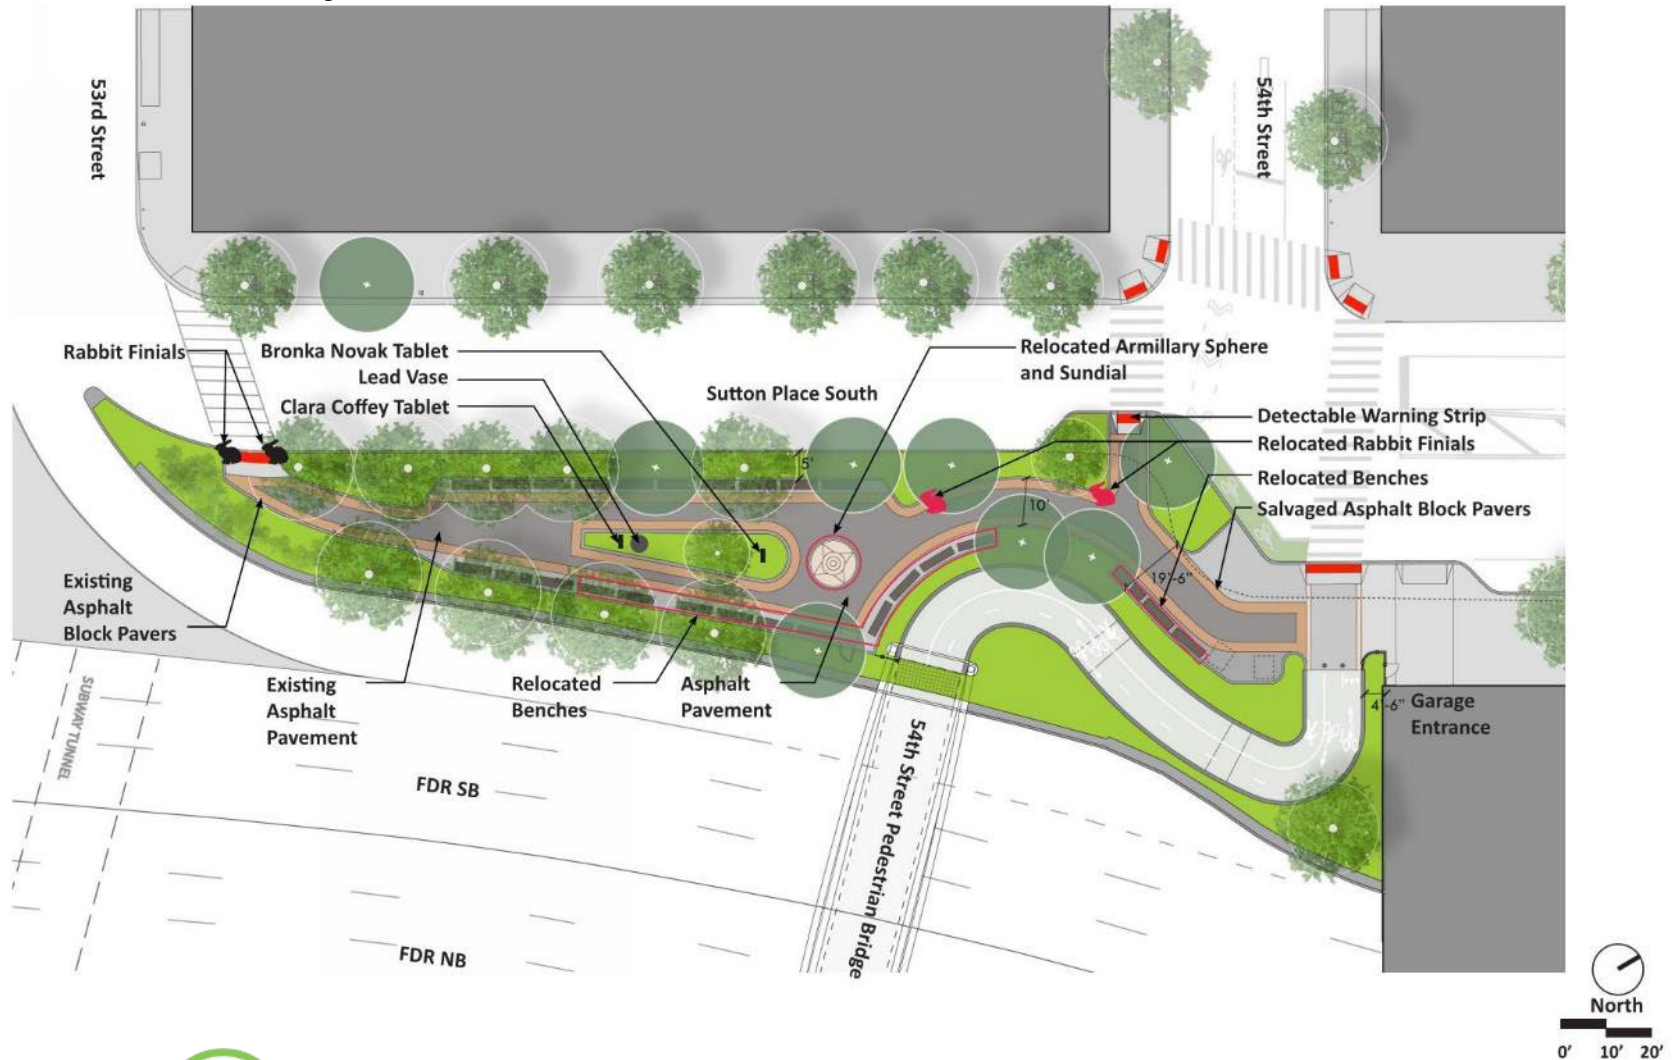 53rd Street
54th Street
Rabbit Finials
Bronka Novak Tablet
Lead Vase
Clara Coffey Tablet
Sutton Place South
Relocated Armillary Sphere
and Sundial
Detectable Warning Strip
Relocated Rabbit Finials
Relocated Benches
Salvaged Asphalt Block Pavers
5'
10'
19'-6"
Existing
Asphalt
Block Pavers
Existing
Asphalt
Pavement
Relocated
Benches
Asphalt
Pavement
4'-6"
Garage
Entrance
SUBWAY TUNNEL
FDR SB
FDR NB
54th Street Pedestrian Bridge
North
0' 10' 20'